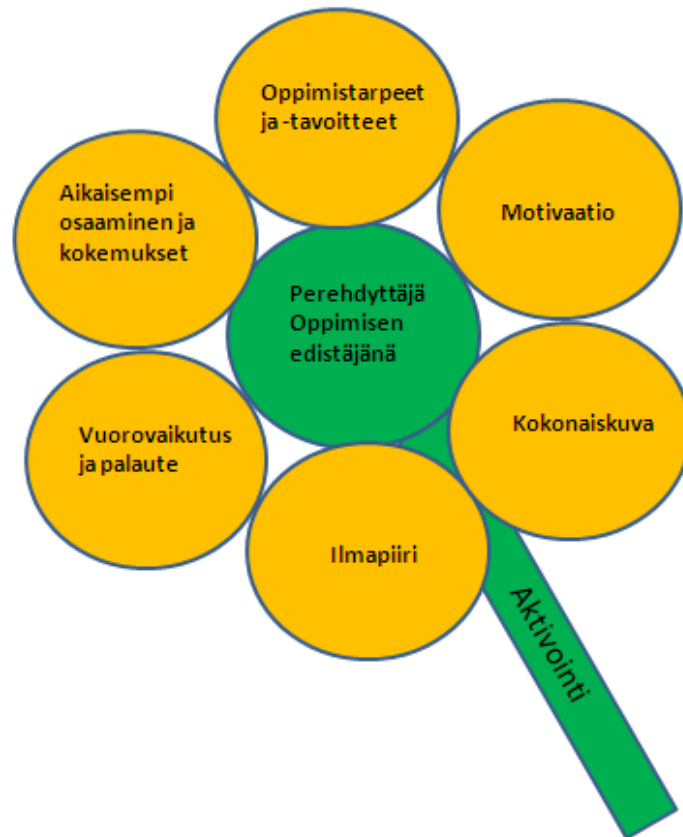 Oppimistarpeet
ja -tavoitteet
Aikaisempi
osaaminen ja
kokemukset
Motivaatio
Perehdyttäjä
Oppimisen
edistäjänä
Kokonaiskuva
Vuorovaikutus
ja palaute
Ilmapiiri
Aktivointi